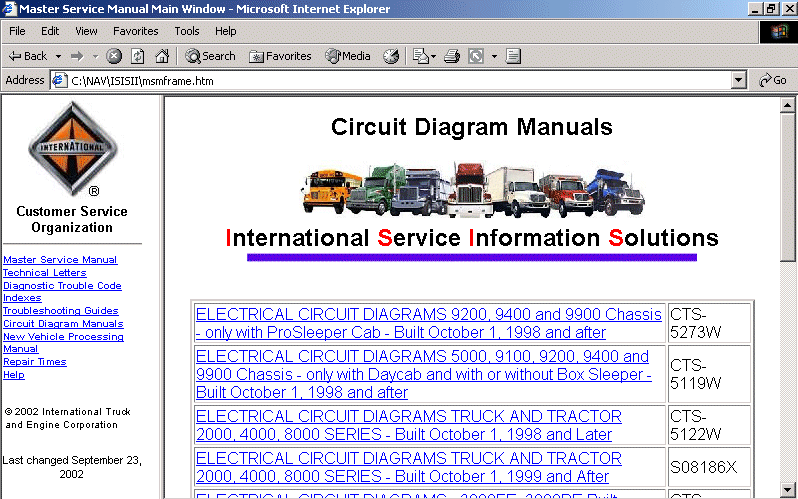 Master Service Manual Main Window - Microsoft Internet Explorer
File Edit View Favorites Tools Help
Back Search Favorites Media
Address C:\NAV\ISISII\msmframe.htm Go
INTERNATIONAL
®
Customer Service
Organization
Master Service Manual
Technical Letters
Diagnostic Trouble Code
Indexes
Troubleshooting Guides
Circuit Diagram Manuals
New Vehicle Processing
Manual
Repair Times
Help
© 2002 International Truck
and Engine Corporation
Last changed September 23,
2002
Circuit Diagram Manuals
International Service Information Solutions
ELECTRICAL CIRCUIT DIAGRAMS 9200, 9400 and 9900 Chassis
- only with ProSleeper Cab - Built October 1, 1998 and after
CTS-
5273W
ELECTRICAL CIRCUIT DIAGRAMS 5000, 9100, 9200, 9400 and
9900 Chassis - only with Daycab and with or without Box Sleeper -
Built October 1, 1998 and after
CTS-
5119W
ELECTRICAL CIRCUIT DIAGRAMS TRUCK AND TRACTOR
2000, 4000, 8000 SERIES - Built October 1, 1998 and Later
CTS-
5122W
ELECTRICAL CIRCUIT DIAGRAMS TRUCK AND TRACTOR
2000, 4000, 8000 SERIES - Built October 1, 1999 and After
S08186X
ELECTRICAL CIRCUIT DIAGRAMS - Built
CTS-